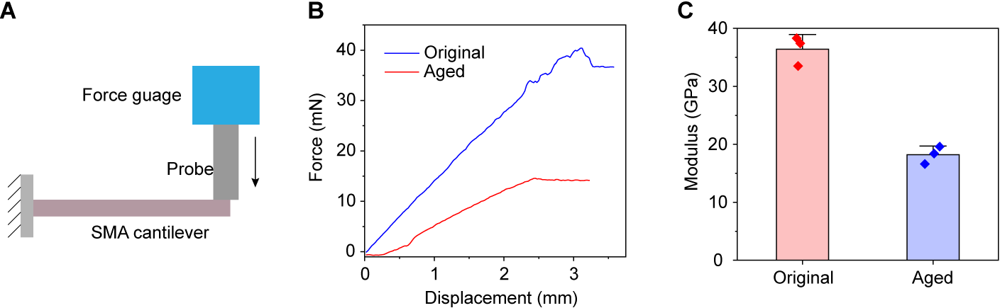 A
Force guage
Probe
SMA cantilever
B
Original
Aged
Force (mN)
40
30
20
10
0
0 1 2 3
Displacement (mm)
C
Modulus (GPa)
40
30
20
10
0
Original Aged